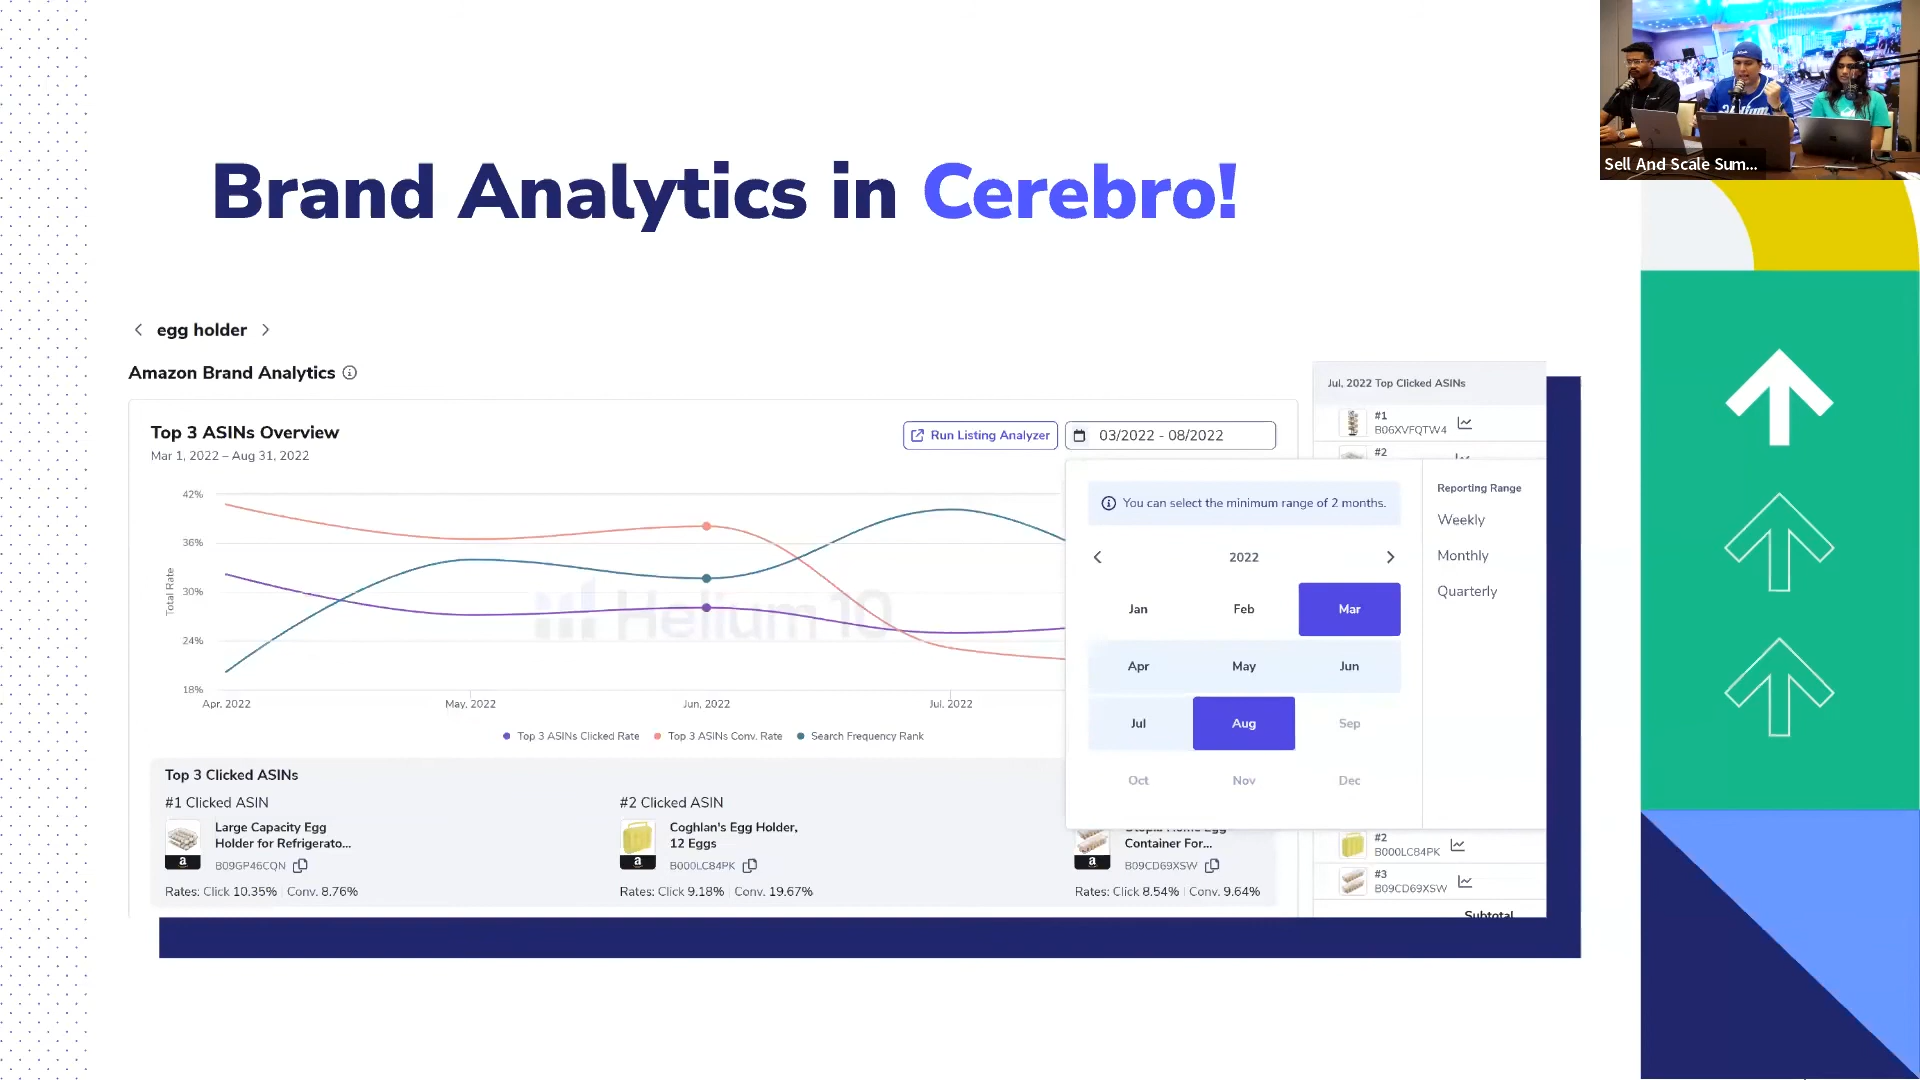 Brand Analytics in Cerebro!
Sell And Scale Sum...
egg holder
Amazon Brand Analytics
Top 3 ASINs Overview
Mar 1, 2022 – Aug 31, 2022
Run Listing Analyzer
03/2022 - 08/2022
Jul, 2022 Top Clicked ASINs
#1
B06XVFQTW4
#2
You can select the minimum range of 2 months.
2022
Jan Feb Mar
Apr May Jun
Jul Aug Sep
Oct Nov Dec
Reporting Range
Weekly
Monthly
Quarterly
Total Rate
42%
36%
30%
24%
18%
Helium 10
Apr, 2022 May, 2022 Jun, 2022 Jul, 2022
Top 3 ASINs Clicked Rate Top 3 ASINs Conv. Rate Search Frequency Rank
Top 3 Clicked ASINs
#1 Clicked ASIN
Large Capacity Egg
Holder for Refrigerato...
a
B09GP46CQN
Rates: Click 10.35% | Conv. 8.76%
#2 Clicked ASIN
Coghlan's Egg Holder,
12 Eggs
a
B000LC84PK
Rates: Click 9.18% | Conv. 19.67%
Utopia Home Egg
Container For...
a
B09CD69XSW
Rates: Click 8.54% | Conv. 9.64%
#2
B000LC84PK
#3
B09CD69XSW
Subtotal